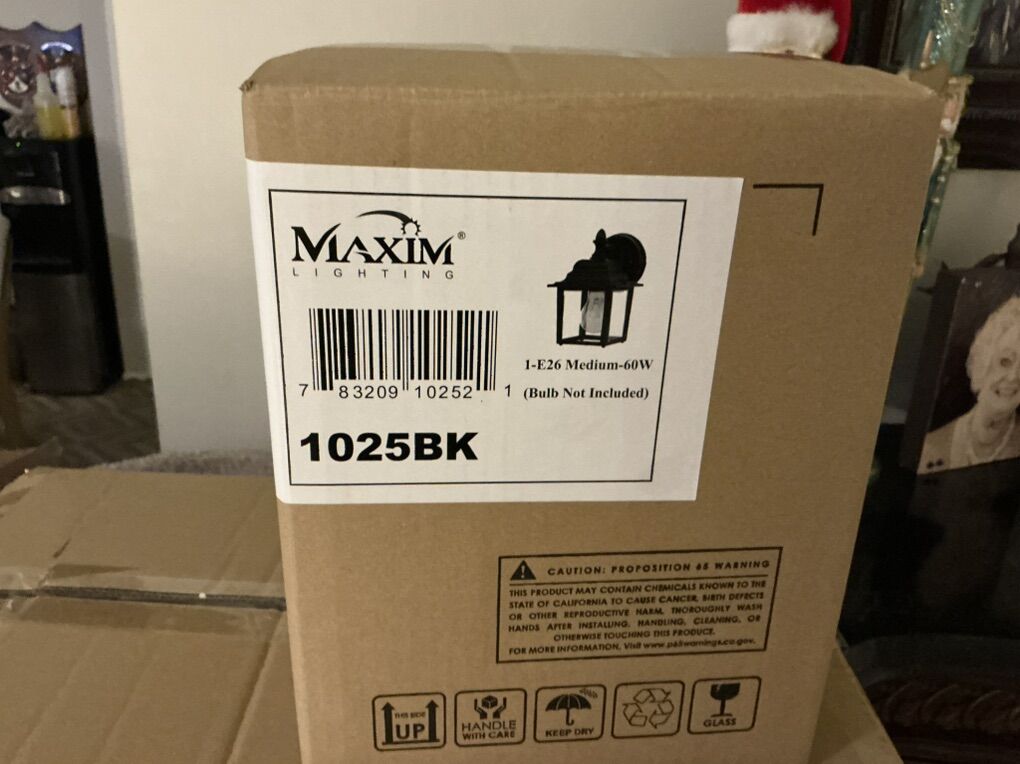 MAXIM®
LIGHTING
7 83209 10252 1
1-E26 Medium-60W
(Bulb Not Included)
1025BK
CAUTION: PROPOSITION 65 WARNING
THIS PRODUCT MAY CONTAIN CHEMICALS KNOWN TO THE
STATE OF CALIFORNIA TO CAUSE CANCER, BIRTH DEFECTS
OR OTHER REPRODUCTIVE HARM. THOROUGHLY WASH
HANDS AFTER INSTALLING, HANDLING, CLEANING, OR
OTHERWISE TOUCHING THIS PRODUCT.
FOR MORE INFORMATION, Visit www.p65warnings.ca.gov.
THIS SIDE
UP
HANDLE
WITH CARE
KEEP DRY
GLASS